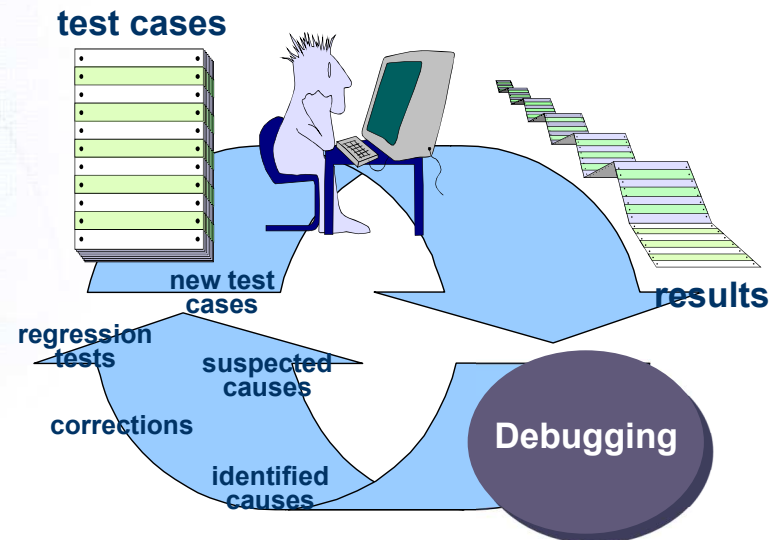 test cases
results
new test
cases
regression
tests
suspected
causes
corrections
Debugging
identified
causes